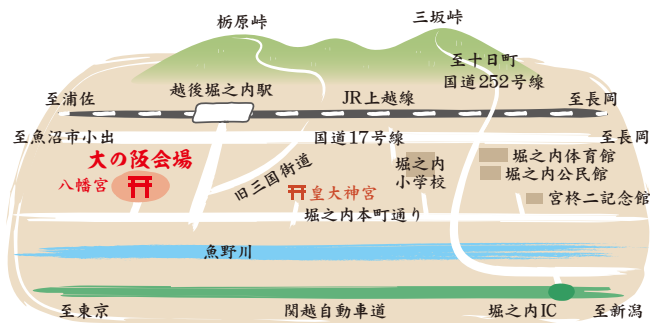 栃原峠
三坂峠
至十日町
国道252号線
越後堀之内駅
JR上越線
至浦佐
至長岡
至魚沼市小出
国道17号線
至長岡
大の阪会場
八幡宮
旧三国街道
皇大神宮
堀之内
小学校
堀之内体育館
堀之内公民館
宮柊二記念館
堀之内本町通り
魚野川
至東京
関越自動車道
堀之内IC
至新潟